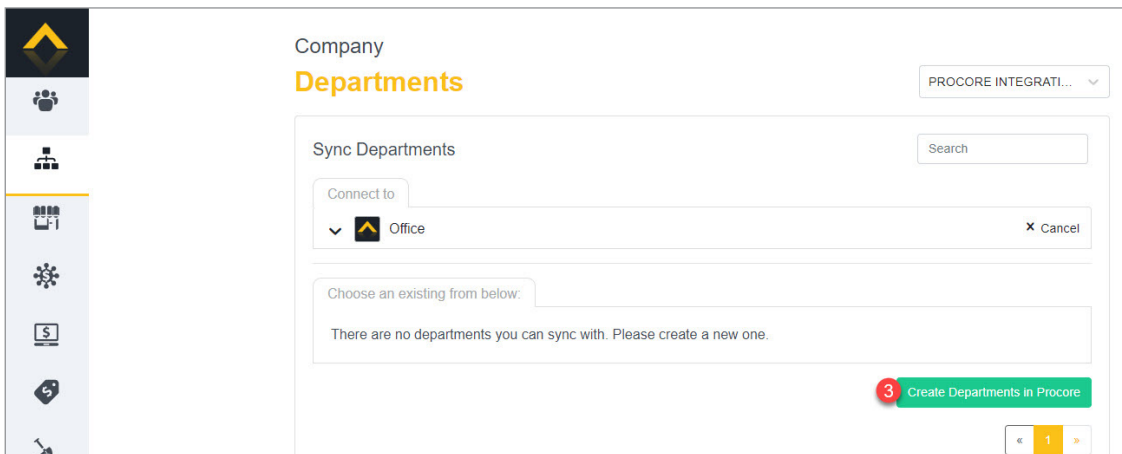 Company
Departments
PROCORE INTEGRATI...
Sync Departments
Search
Connect to
Office
× Cancel
Choose an existing from below:
There are no departments you can sync with. Please create a new one.
3
Create Departments in Procore
« 1 »